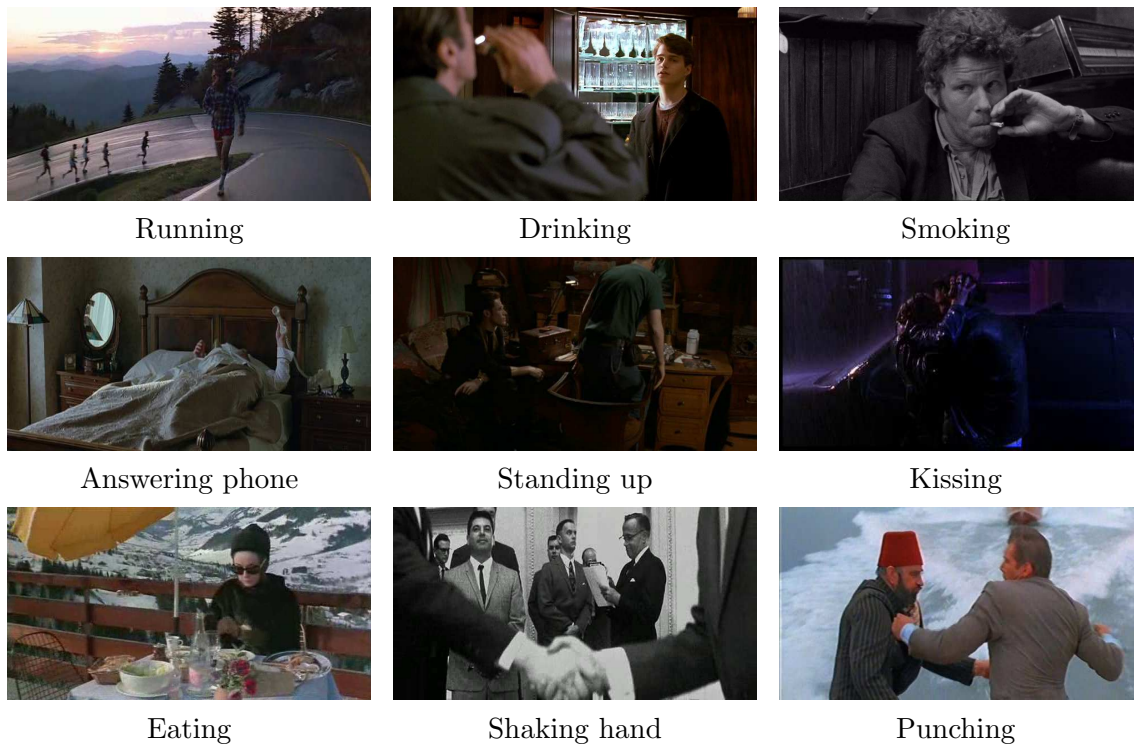 Running
Drinking
Smoking
Answering phone
Standing up
Kissing
Eating
Shaking hand
Punching